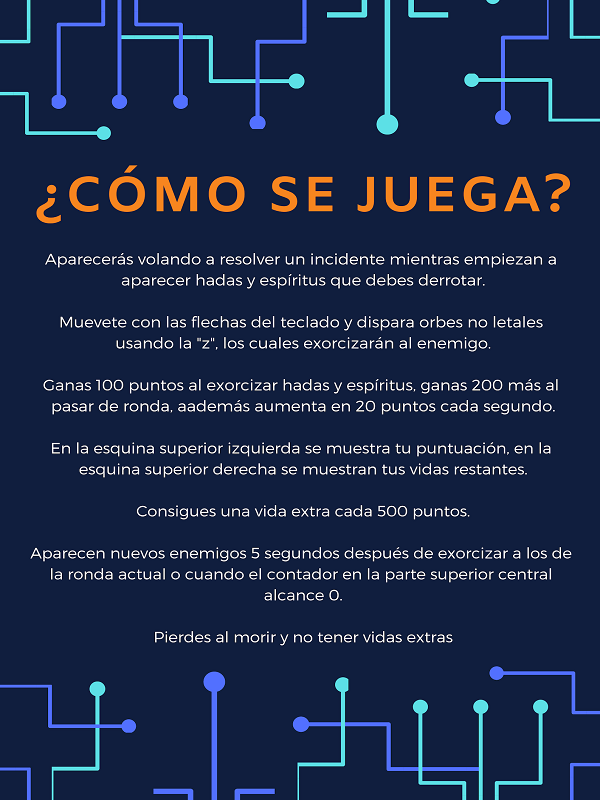 ¿CÓMO SE JUEGA?
Aparecerás volando a resolver un incidente mientras empiezan a
aparecer hadas y espíritus que debes derrotar.
Muevete con las flechas del teclado y dispara orbes no letales
usando la "z", los cuales exorcizarán al enemigo.
Ganas 100 puntos al exorcizar hadas y espíritus, ganas 200 más al
pasar de ronda, aademás aumenta en 20 puntos cada segundo.
En la esquina superior izquierda se muestra tu puntuación, en la
esquina superior derecha se muestran tus vidas restantes.
Consigues una vida extra cada 500 puntos.
Aparecen nuevos enemigos 5 segundos después de exorcizar a los de
la ronda actual o cuando el contador en la parte superior central
alcance 0.
Pierdes al morir y no tener vidas extras